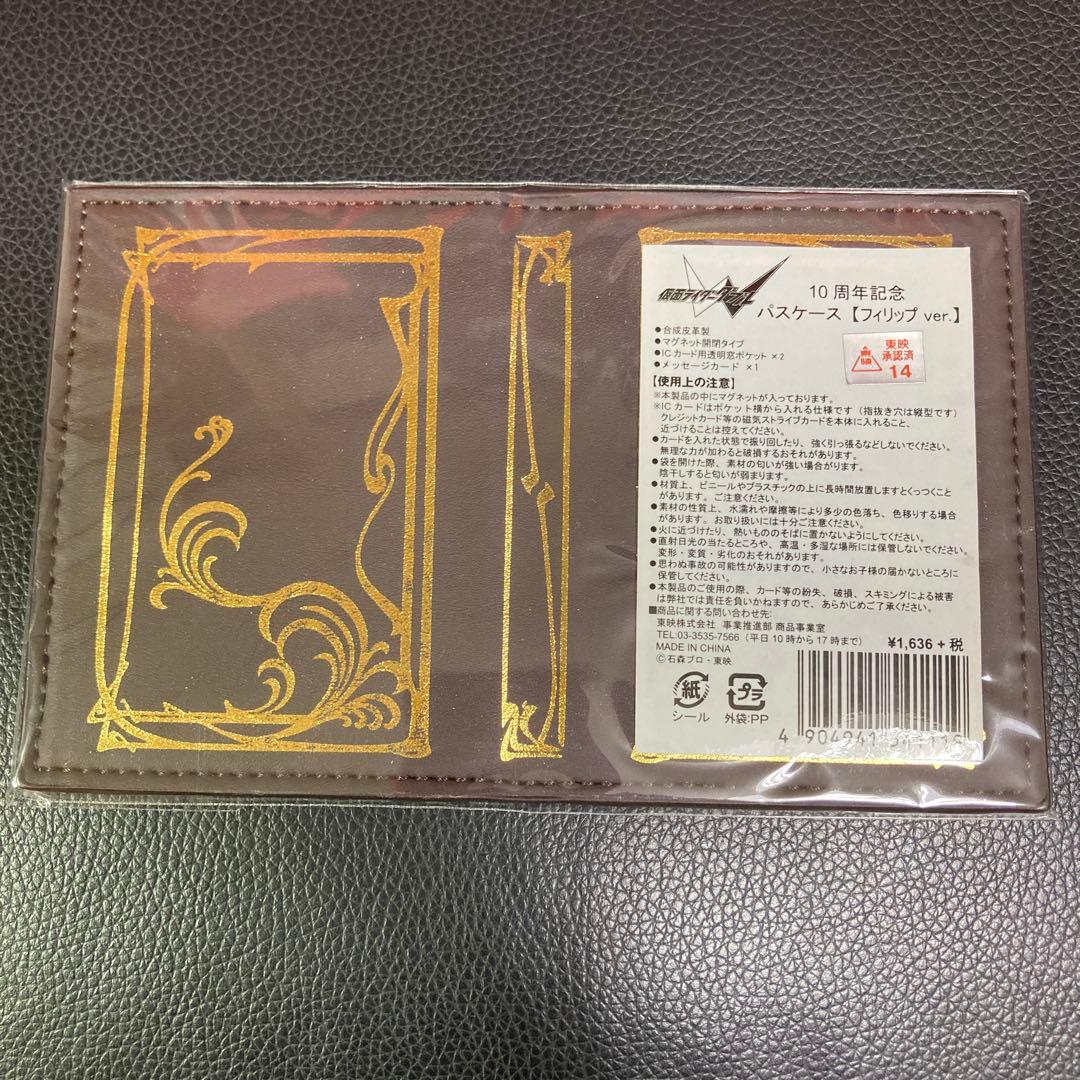 仮面ライダーダブル
10周年記念
パスケース【フィリップ ver.】
東映
承認済
14
東
映
●合成皮革製
●マグネット開閉タイプ
●ICカード用透明窓ポケット ×2
●メッセージカード ×1
【使用上の注意】
※本製品の中にマグネットが入っております。
※ICカードはポケット横から入れる仕様です（指抜き穴は縦型です）
クレジットカード等の磁気ストライプカードを本体に入れること、
近づけることは控えてください。
●カードを入れた状態で振り回したり、強く引っ張るなどしないでください。
無理な力が加わると破損するおそれがあります。
●袋を開けた際、素材の匂いが強い場合がります。
陰干しすると匂いが弱まります。
●材質上、ビニールやプラスチックの上に長時間放置しますとくっつくこと
があります。ご注意ください。
●素材の性質上、水濡れや摩擦等により多少の色落ち、色移りする場合
があります。お取り扱いには十分ご注意ください。
●火に近づけたり、熱いもののそばに置かないようにしてください。
●直射日光の当たるところや、高温・多湿な場所には保管しないでください。
変形・変質・劣化のおそれがあります。
●思わぬ事故の可能性がありますので、小さなお子様の届かないところに
保管してください。
●本製品のご使用の際、カード等の紛失、破損、スキミングによる被害
は弊社では責任を負いかねますので、あらかじめご了承ください。
■商品に関する問い合わせ先:
東映株式会社 事業推進部 商品事業室
TEL:03-3535-7566（平日10時から17時まで）
MADE IN CHINA
©石森プロ・東映
¥1,636 + 税
紙
シール
プラ
外袋:PP